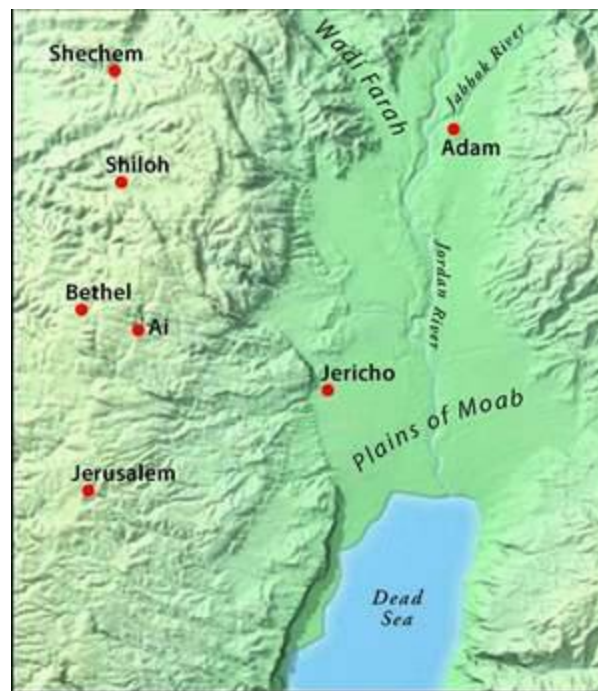 Shechem
Wadi Farah
Jabbok River
Adam
Shiloh
Bethel
Ai
Jordan River
Jericho
Plains of Moab
Jerusalem
Dead
Sea